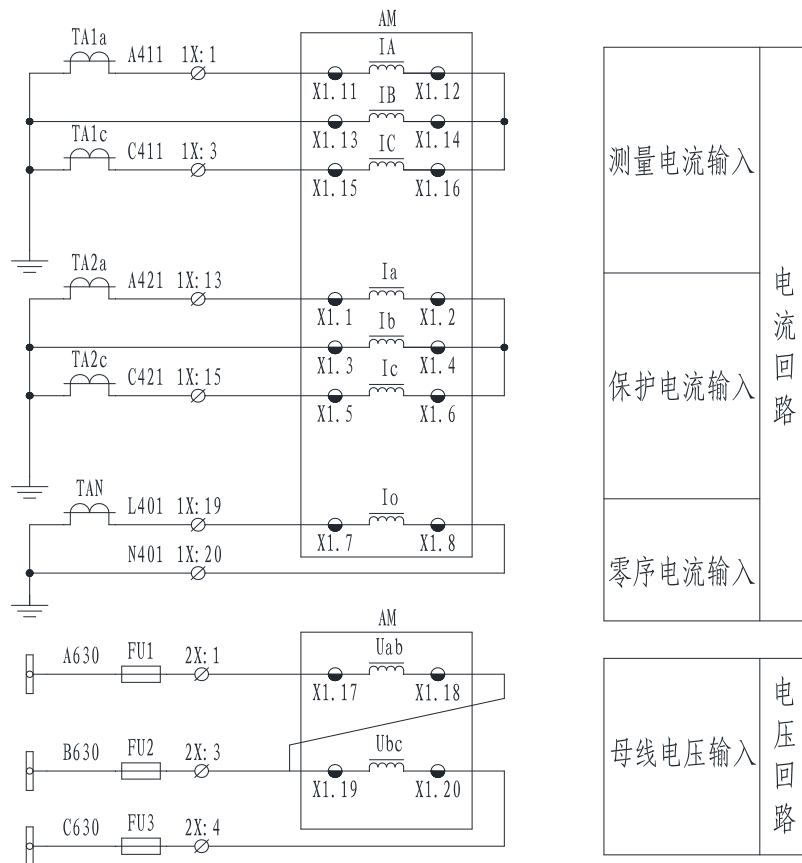 AM
TA1a A411 1X:1 IA
X1.11 X1.12
IB
X1.13 X1.14
TA1c C411 1X:3 IC
X1.15 X1.16
测量电流输入
TA2a A421 1X:13 Ia
X1.1 X1.2
Ib
X1.3 X1.4
TA2c C421 1X:15 Ic
X1.5 X1.6
保护电流输入
电流回路
TAN L401 1X:19 Io
X1.7 X1.8
N401 1X:20
零序电流输入
AM
A630 FU1 2X:1 Uab
X1.17 X1.18
B630 FU2 2X:3 Ubc
X1.19 X1.20
C630 FU3 2X:4
母线电压输入
电压回路